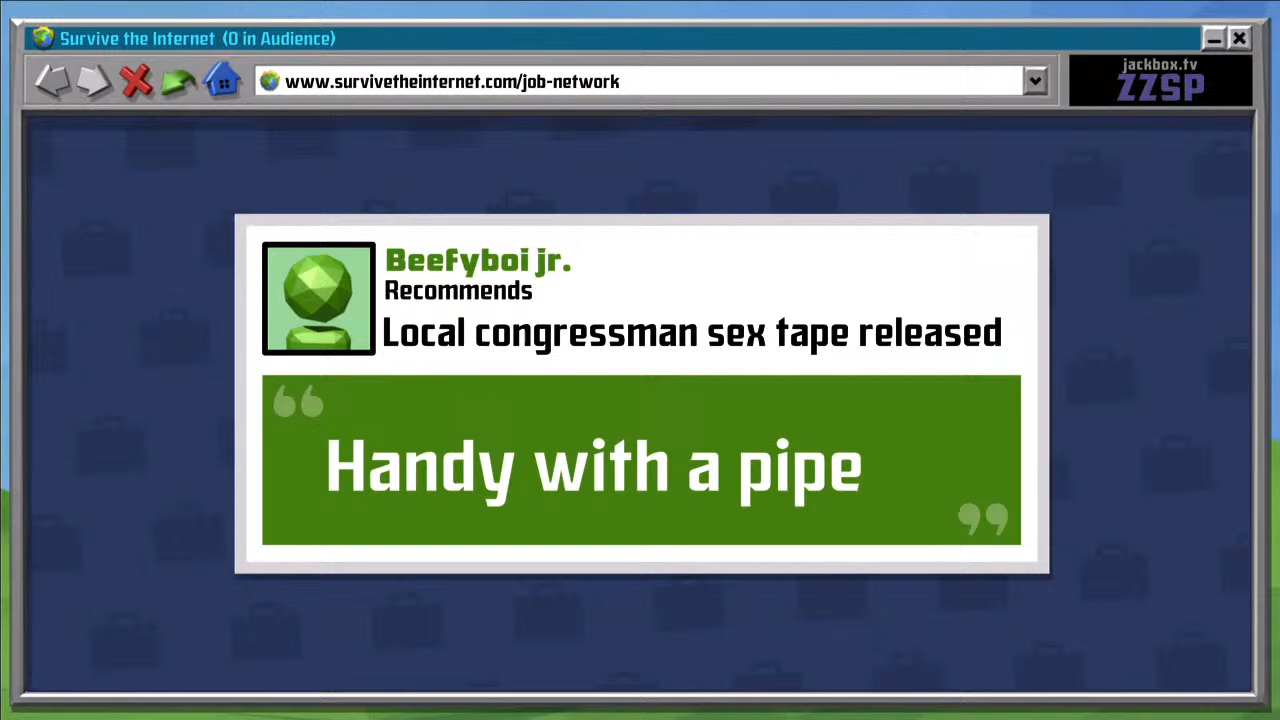 Survive the Internet (0 in Audience)
www.survivetheinternet.com/job-network
jackbox.tv
ZZSP
Beefyboi jr.
Recommends
Local congressman sex tape released
“
Handy with a pipe
”